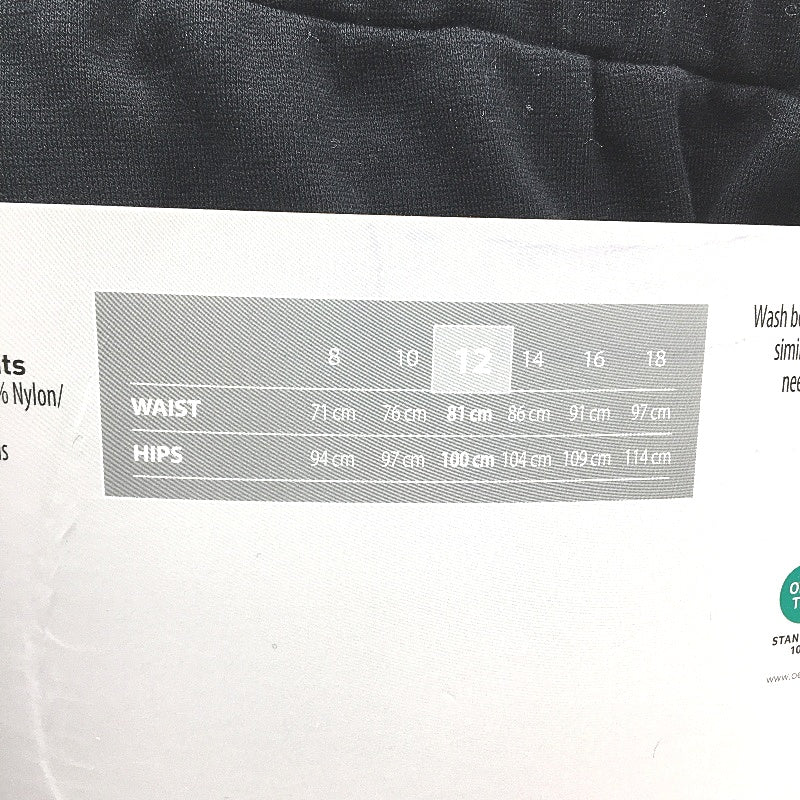 ts
% Nylon/
s
8 10 12 14 16 18
WAIST 71 cm 76 cm 81 cm 86 cm 91 cm 97 cm
HIPS 94 cm 97 cm 100 cm 104 cm 109 cm 114 cm
Wash
simi
nee
STAN
10
www.